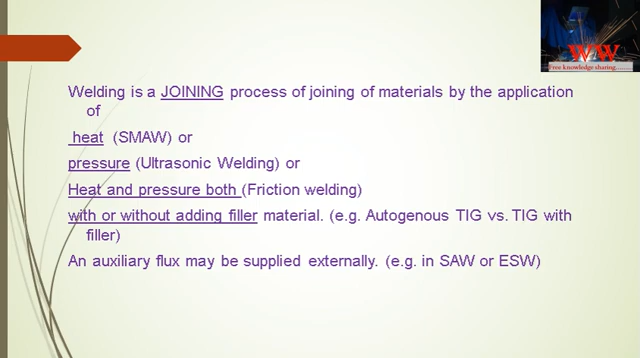 WW
Free knowledge sharing........
Welding is a JOINING process of joining of materials by the application
of
heat (SMAW) or
pressure (Ultrasonic Welding) or
Heat and pressure both (Friction welding)
with or without adding filler material. (e.g. Autogenous TIG vs. TIG with
filler)
An auxiliary flux may be supplied externally. (e.g. in SAW or ESW)